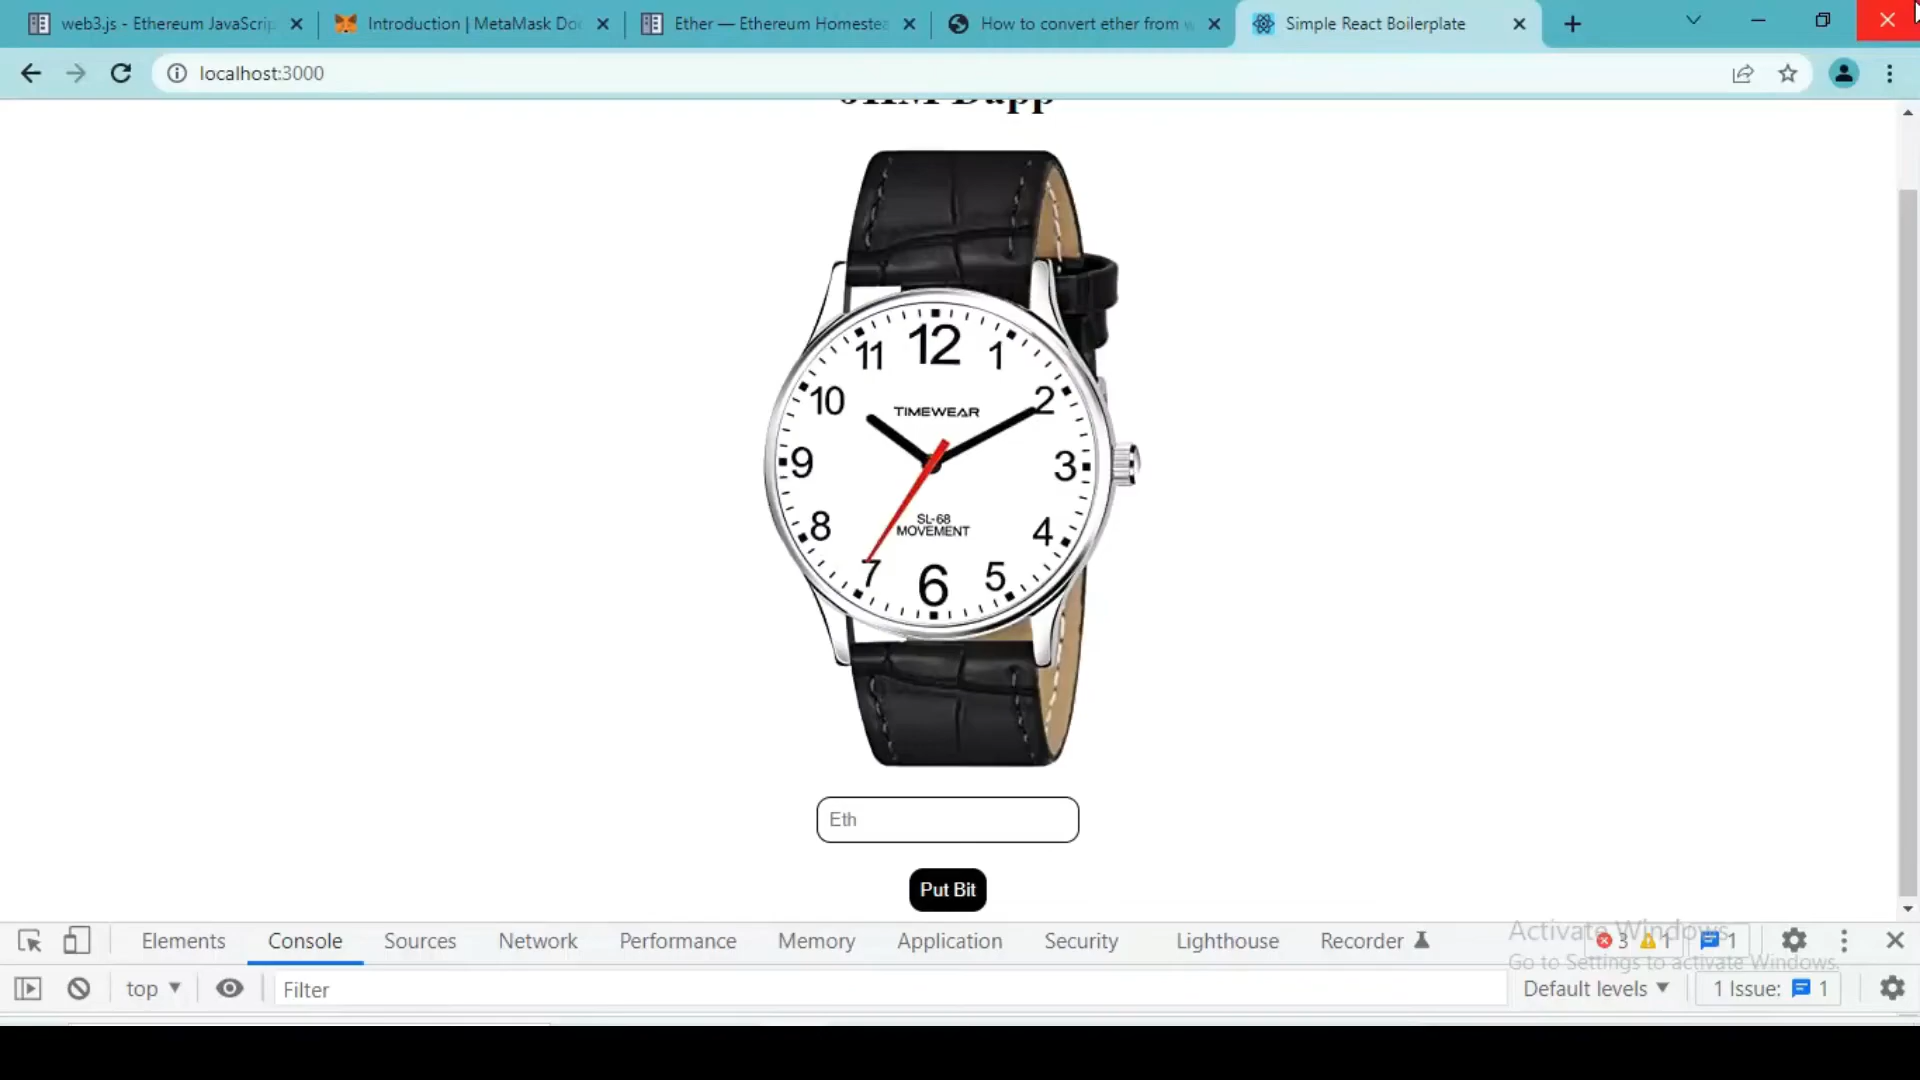 web3.js - Ethereum JavaScrip
Introduction | MetaMask Doc
Ether — Ethereum Homestea
How to convert ether from w
Simple React Boilerplate
localhost:3000
Dapp
12
11
1
10
2
TIMEWEAR
9
3
SL-68
MOVEMENT
8
4
7
5
6
Eth
Put Bit
Elements
Console
Sources
Network
Performance
Memory
Application
Security
Lighthouse
Recorder
3
1
1
Activate Windows
Go to Settings to activate Windows.
top
Filter
Default levels
1 Issue:
1